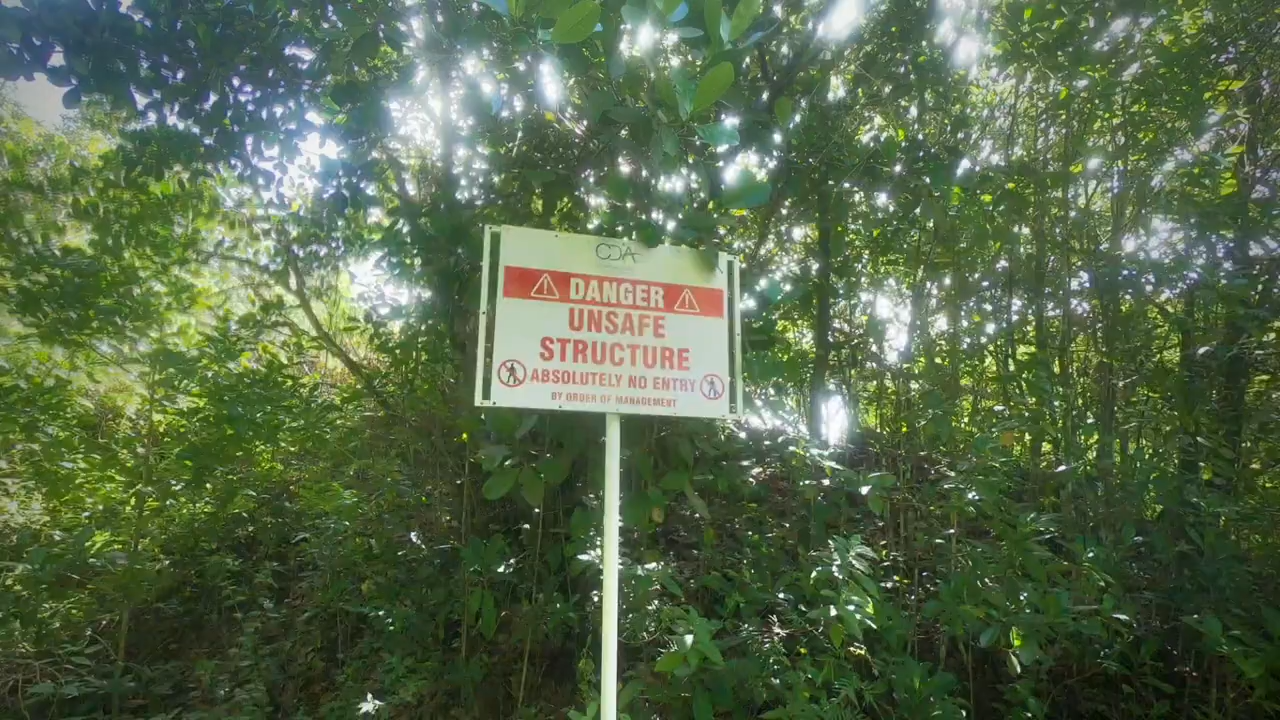 CDA
DANGER
UNSAFE
STRUCTURE
ABSOLUTELY NO ENTRY
BY ORDER OF MANAGEMENT